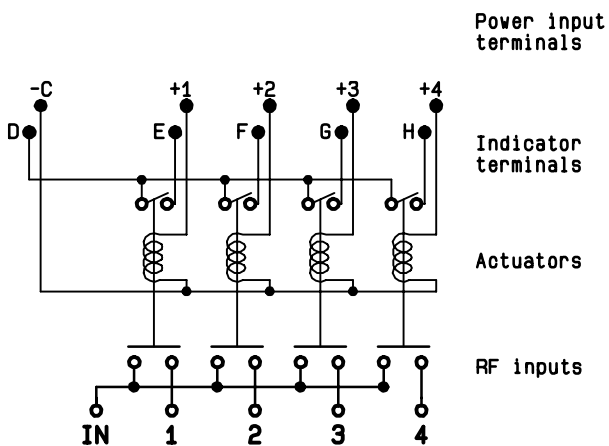 Power input
terminals
-C +1 +2 +3 +4
D E F G H
Indicator
terminals
Actuators
RF inputs
IN 1 2 3 4